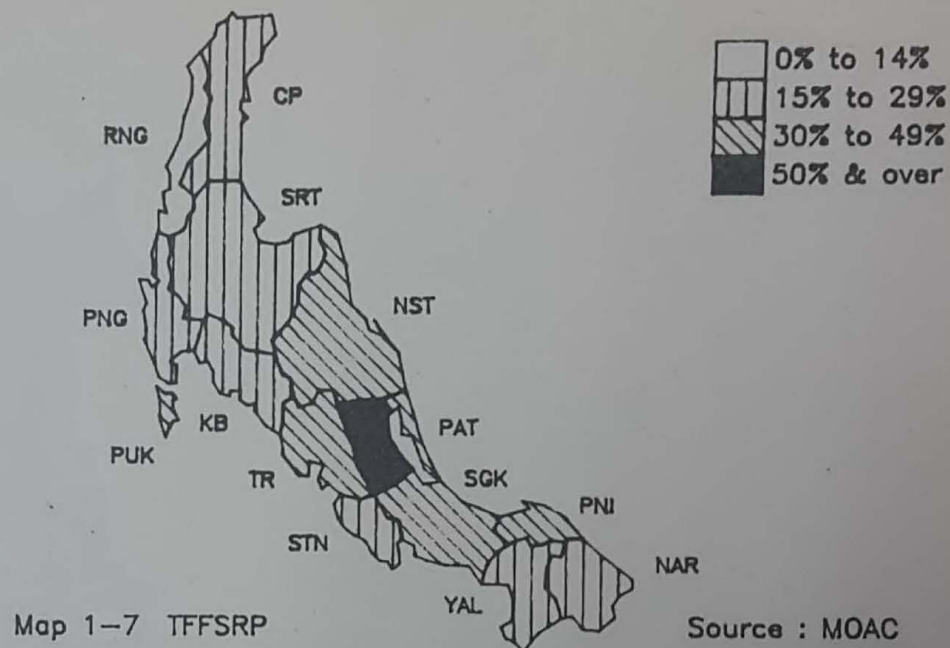 0% to 14%
15% to 29%
30% to 49%
50% & over
CP
RNG
SRT
NST
PNG
KB
PUK
PAT
TR
SGK
PNI
STN
NAR
YAL
Map 1-7 TFFSRP
Source : MOAC